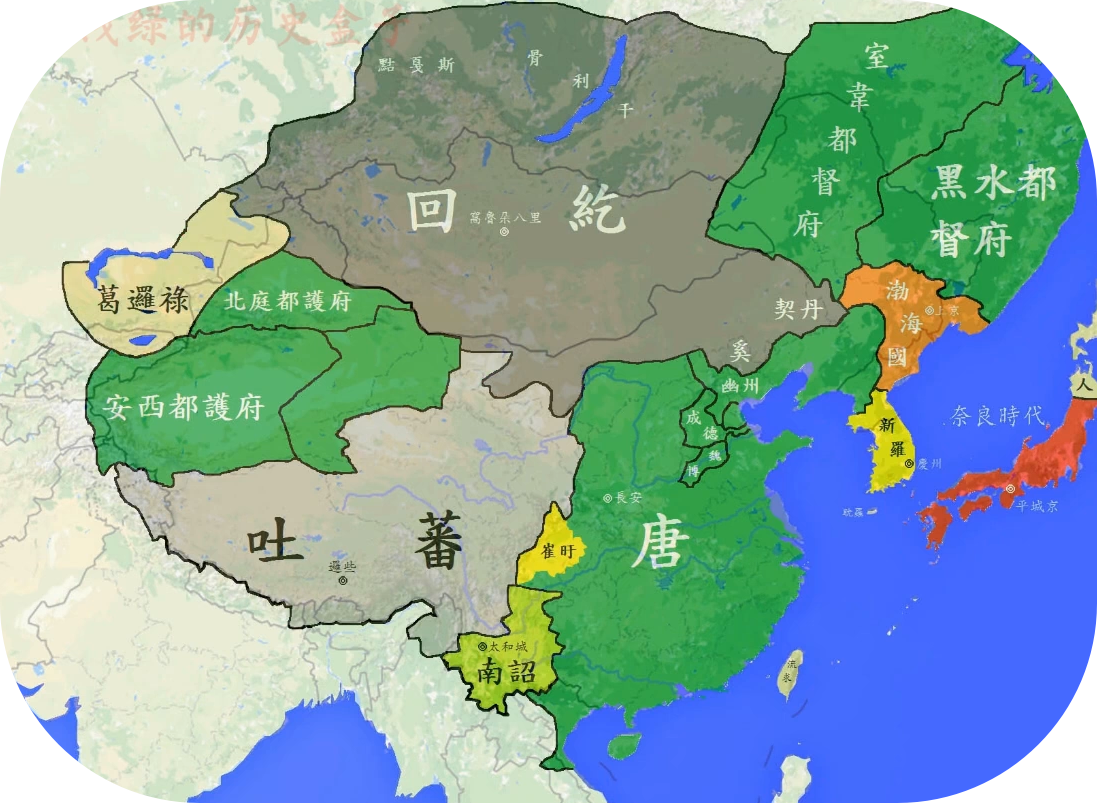 浅绿的历史盒子
黠戛斯
骨利干
室韋都督府
黑水都
督府
回紇
窩魯朵八里
葛邏祿
北庭都護府
契丹
渤海國
上京
奚
幽州
安西都護府
成德
魏博
新羅
慶州
奈良時代
人
平城京
耽羅
長安
唐
吐蕃
邏些
崔旰
太和城
南詔
流求